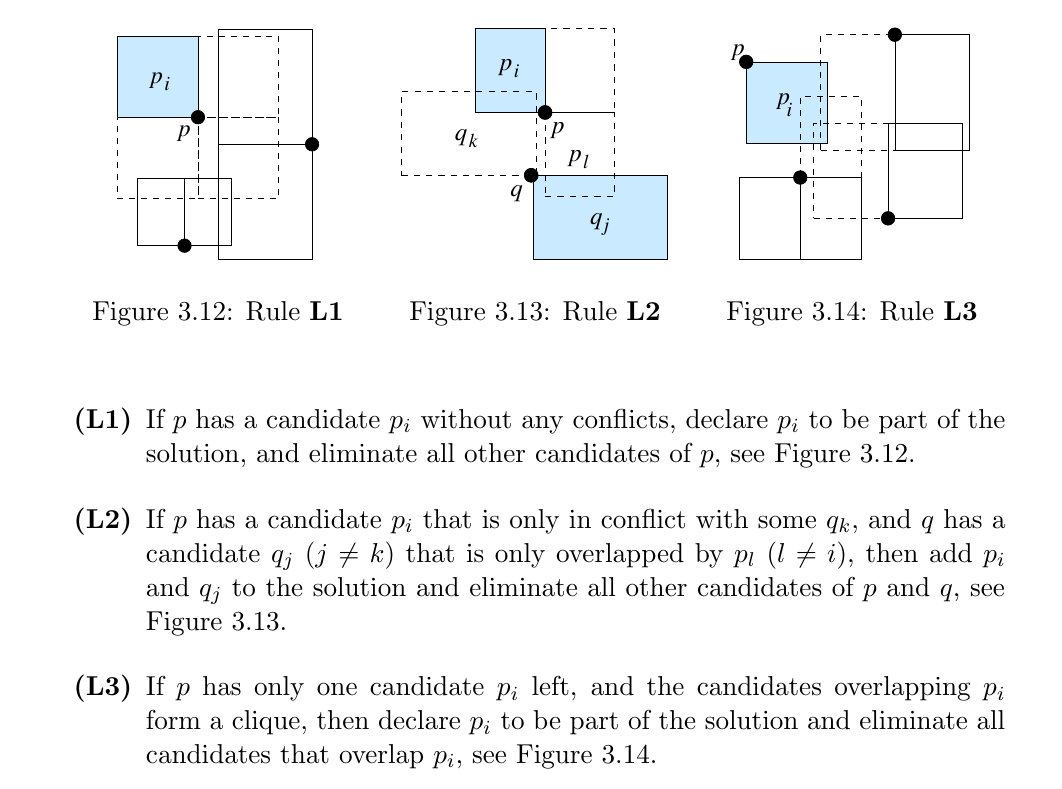 p_i
p
p_i
q_k
p
p_l
q
q_j
p
p_i
Figure 3.12: Rule L1
Figure 3.13: Rule L2
Figure 3.14: Rule L3
(L1) If p has a candidate p_i without any conflicts, declare p_i to be part of the
solution, and eliminate all other candidates of p, see Figure 3.12.
(L2) If p has a candidate p_i that is only in conflict with some q_k, and q has a
candidate q_j (j ≠ k) that is only overlapped by p_l (l ≠ i), then add p_i
and q_j to the solution and eliminate all other candidates of p and q, see
Figure 3.13.
(L3) If p has only one candidate p_i left, and the candidates overlapping p_i
form a clique, then declare p_i to be part of the solution and eliminate all
candidates that overlap p_i, see Figure 3.14.